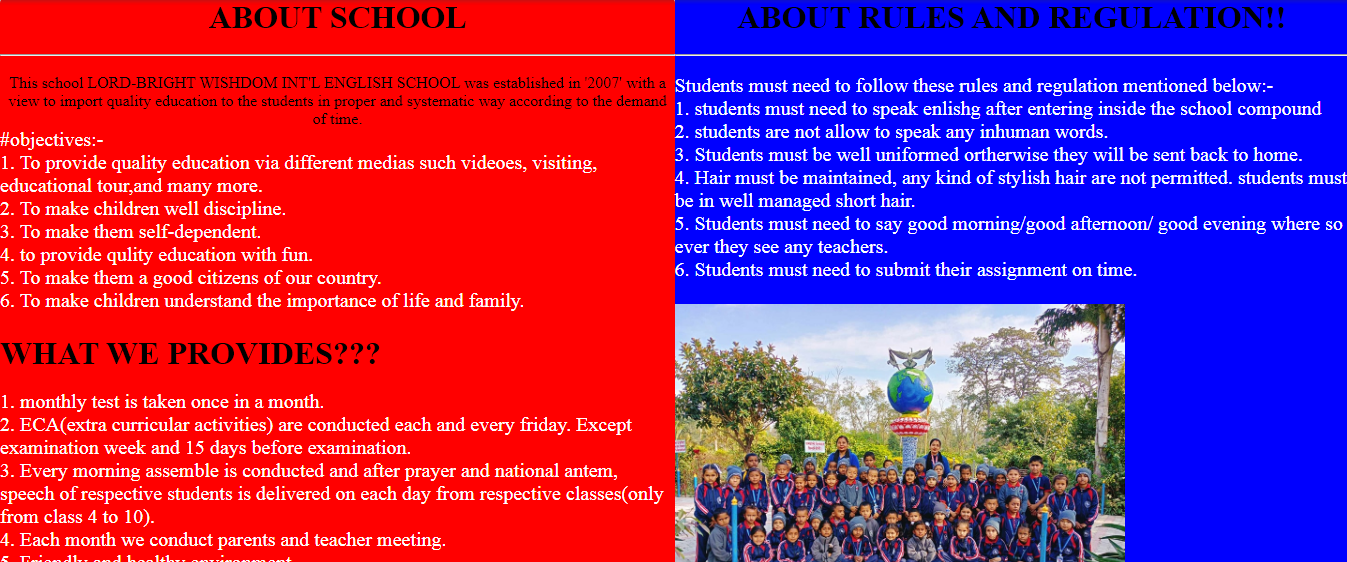 ABOUT SCHOOL
This school LORD-BRIGHT WISHDOM INT'L ENGLISH SCHOOL was established in '2007' with a
view to import quality education to the students in proper and systematic way according to the demand
of time.
#objectives:-
1. To provide quality education via different medias such videoes, visiting,
educational tour,and many more.
2. To make children well discipline.
3. To make them self-dependent.
4. to provide qulity education with fun.
5. To make them a good citizens of our country.
6. To make children understand the importance of life and family.
WHAT WE PROVIDES???
1. monthly test is taken once in a month.
2. ECA(extra curricular activities) are conducted each and every friday. Except
examination week and 15 days before examination.
3. Every morning assemble is conducted and after prayer and national antem,
speech of respective students is delivered on each day from respective classes(only
from class 4 to 10).
4. Each month we conduct parents and teacher meeting.
5. Friendly and healthy environment
ABOUT RULES AND REGULATION!!
Students must need to follow these rules and regulation mentioned below:-
1. students must need to speak enlishg after entering inside the school compound
2. students are not allow to speak any inhuman words.
3. Students must be well uniformed ortherwise they will be sent back to home.
4. Hair must be maintained, any kind of stylish hair are not permitted. students must
be in well managed short hair.
5. Students must need to say good morning/good afternoon/ good evening where so
ever they see any teachers.
6. Students must need to submit their assignment on time.